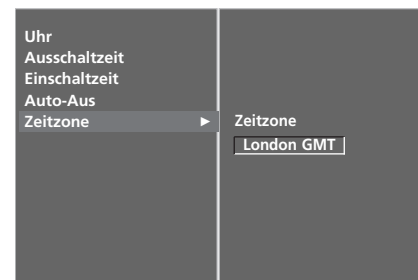 Uhr
Ausschaltzeit
Einschaltzeit
Auto-Aus
Zeitzone ►
Zeitzone
London GMT